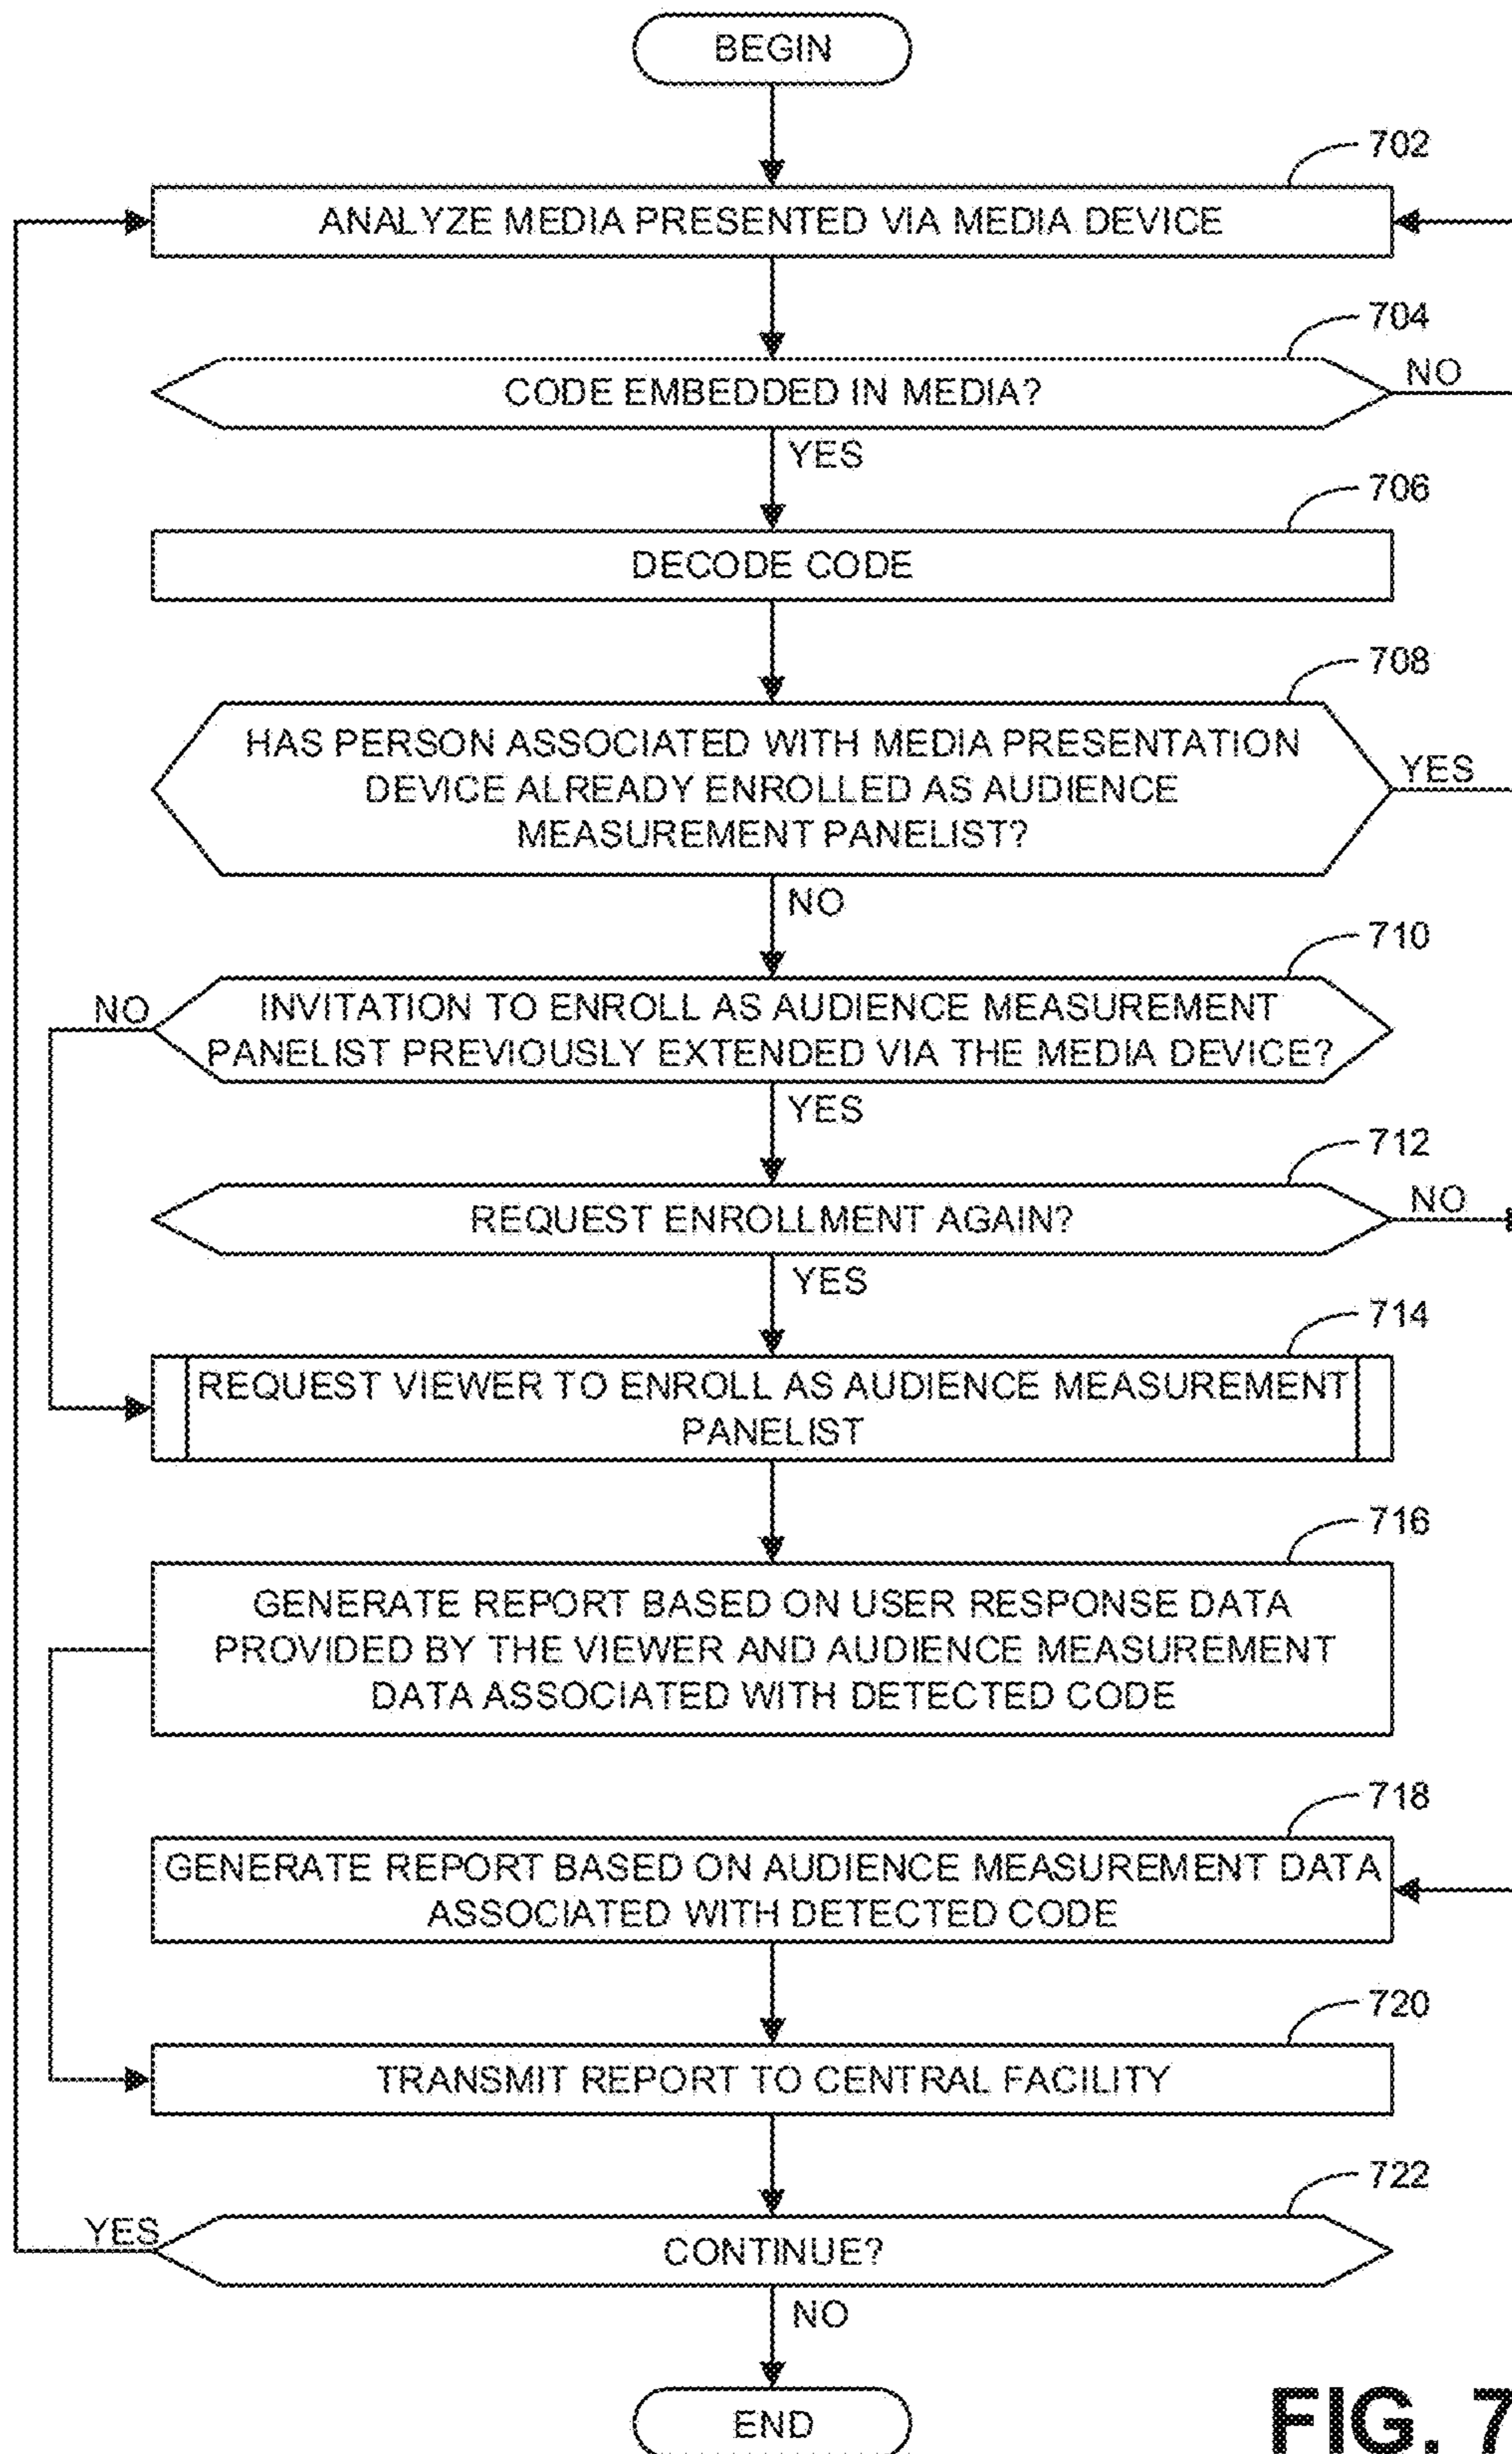 BEGIN
702
ANALYZE MEDIA PRESENTED VIA MEDIA DEVICE
704
CODE EMBEDDED IN MEDIA?
NO
YES
706
DECODE CODE
708
HAS PERSON ASSOCIATED WITH MEDIA PRESENTATION
DEVICE ALREADY ENROLLED AS AUDIENCE
MEASUREMENT PANELIST?
YES
NO
710
NO
INVITATION TO ENROLL AS AUDIENCE MEASUREMENT
PANELIST PREVIOUSLY EXTENDED VIA THE MEDIA DEVICE?
YES
712
REQUEST ENROLLMENT AGAIN?
NO
YES
714
REQUEST VIEWER TO ENROLL AS AUDIENCE MEASUREMENT
PANELIST
716
GENERATE REPORT BASED ON USER RESPONSE DATA
PROVIDED BY THE VIEWER AND AUDIENCE MEASUREMENT
DATA ASSOCIATED WITH DETECTED CODE
718
GENERATE REPORT BASED ON AUDIENCE MEASUREMENT DATA
ASSOCIATED WITH DETECTED CODE
720
TRANSMIT REPORT TO CENTRAL FACILITY
722
YES
CONTINUE?
NO
END
FIG. 7